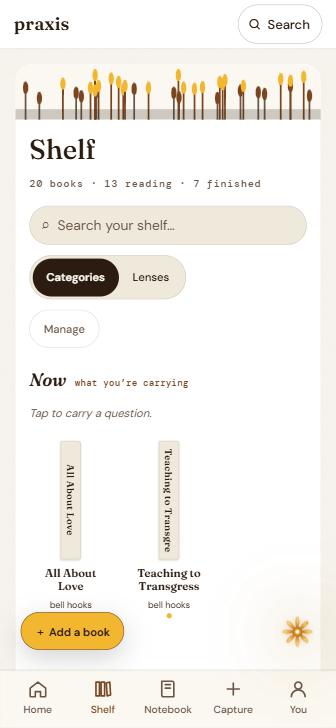 praxis
Search
Shelf
20 books · 13 reading · 7 finished
Search your shelf...
Categories
Lenses
Manage
Now what you're carrying
Tap to carry a question.
All About Love
Teaching to Transgre
All About
Love
bell hooks
Teaching to
Transgress
bell hooks
+ Add a book
Home
Shelf
Notebook
Capture
You